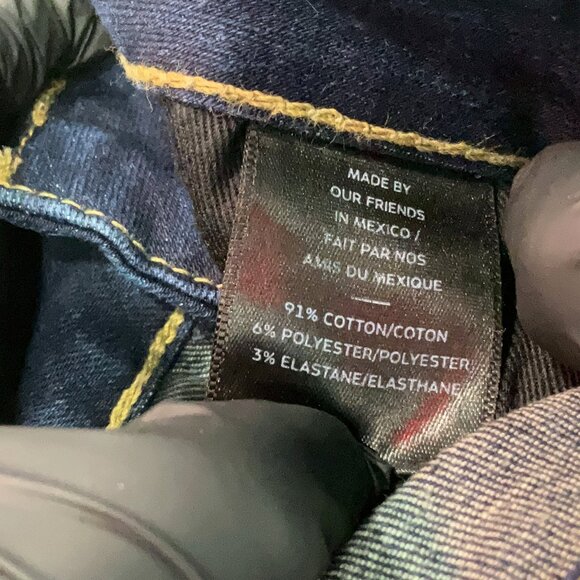 MADE BY
OUR FRIENDS
IN MEXICO /
FAIT PAR NOS
AMIS DU MEXIQUE
91% COTTON/COTON
6% POLYESTER/POLYESTER
3% ELASTANE/ELASTHANE